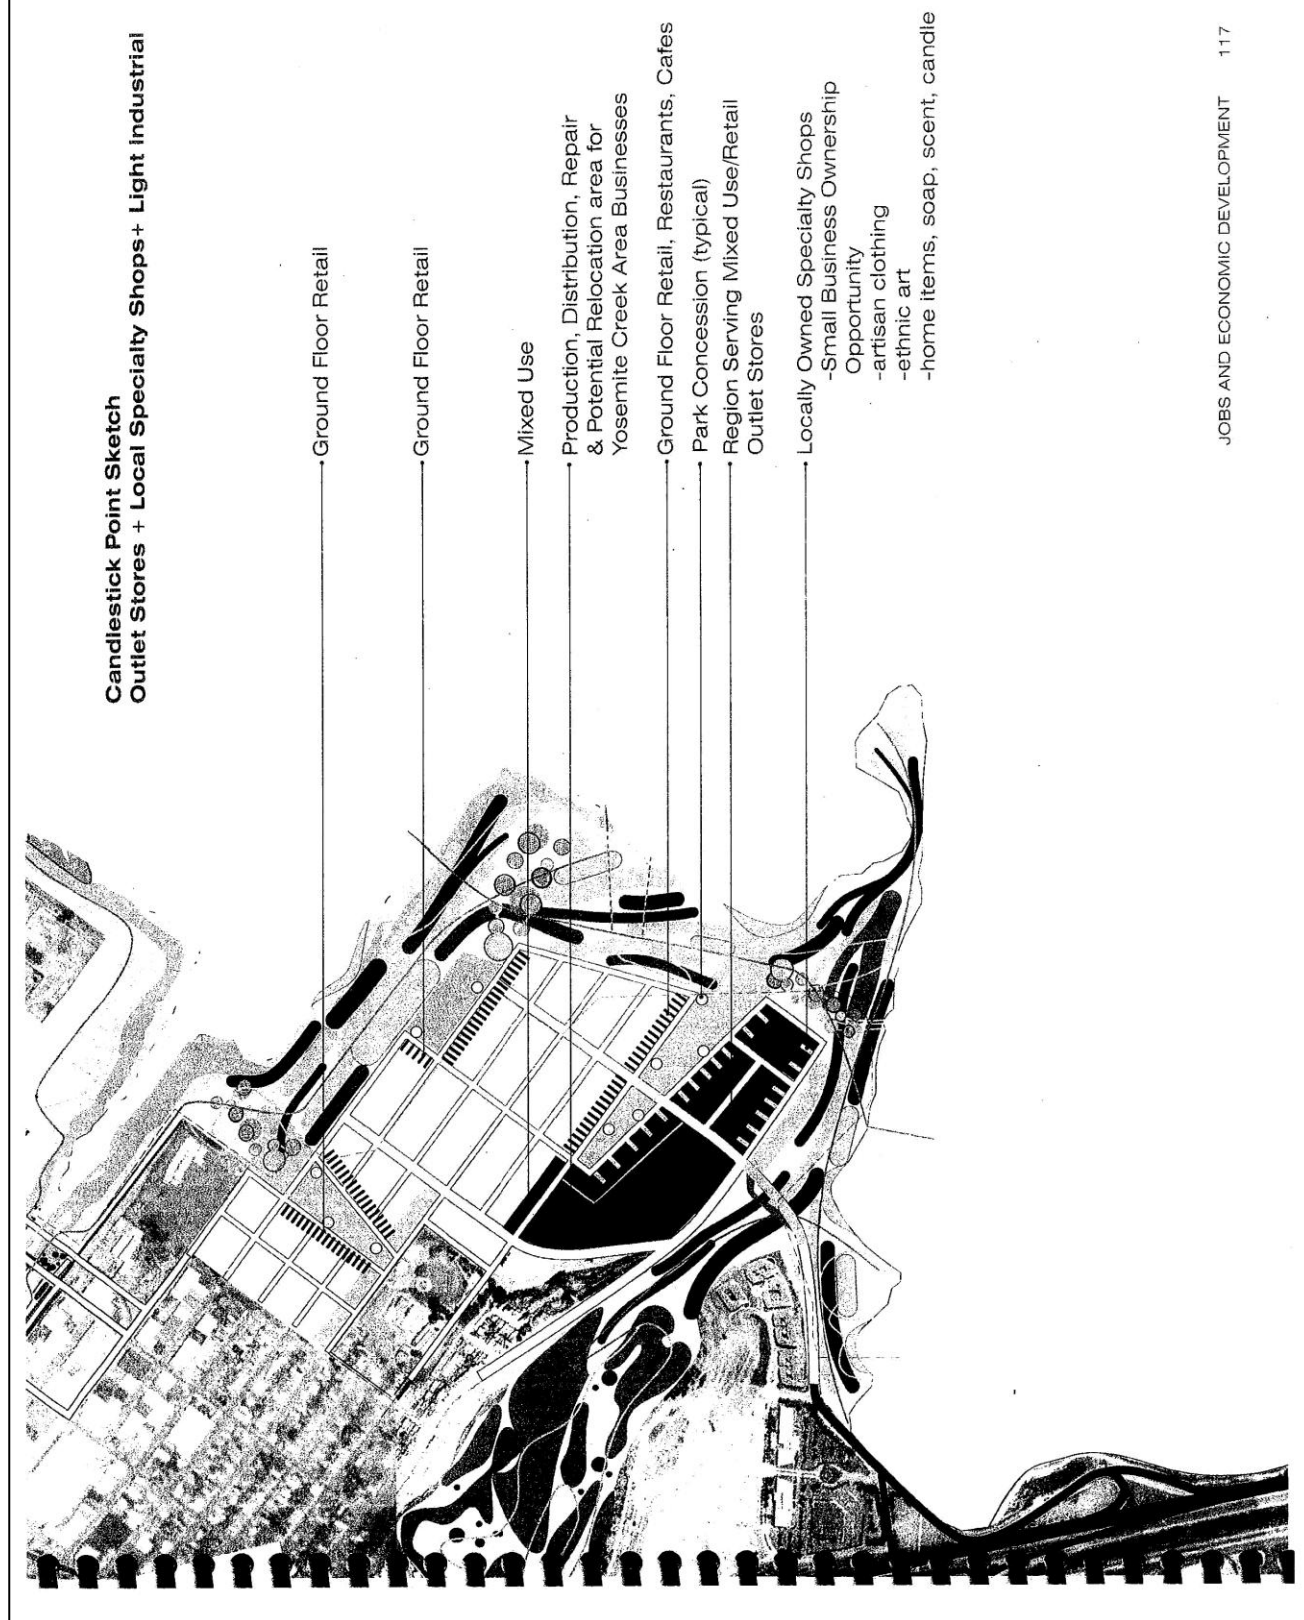 Candlestick Point Sketch
Outlet Stores + Local Specialty Shops+ Light Industrial
Ground Floor Retail
Ground Floor Retail
Mixed Use
Production, Distribution, Repair
& Potential Relocation area for
Yosemite Creek Area Businesses
Ground Floor Retail, Restaurants, Cafes
Park Concession (typical)
Region Serving Mixed Use/Retail
Outlet Stores
Locally Owned Specialty Shops
-Small Business Ownership
Opportunity
-artisan clothing
-ethnic art
-home items, soap, scent, candle
JOBS AND ECONOMIC DEVELOPMENT 117